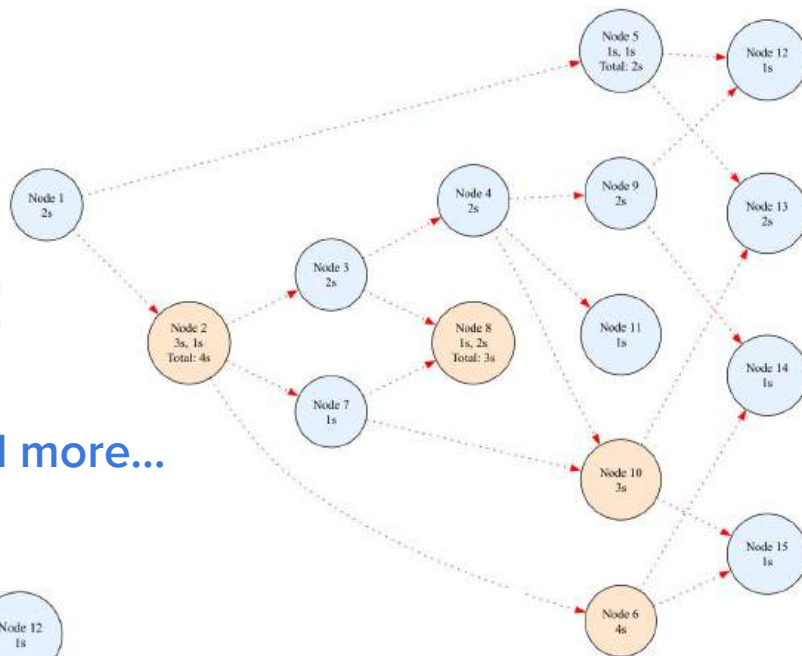 Node 5
1s, 1s
Total: 2s
Node 12
1s
Node 1
2s
Node 4
2s
Node 9
2s
Node 13
2s
Node 3
2s
Node 2
3s, 1s
Total: 4s
Node 8
1s, 2s
Total: 3s
Node 11
1s
Node 14
1s
Node 7
1s
more...
Node 10
3s
Node 15
1s
Node 6
4s
Node 12
1s